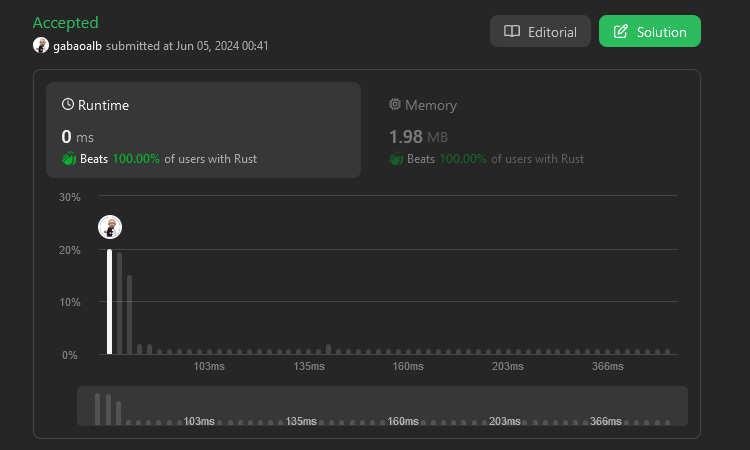 Accepted
gabaoalb submitted at Jun 05, 2024 00:41
Editorial
Solution
Runtime
0 ms
Beats 100.00% of users with Rust
Memory
1.98 MB
Beats 100.00% of users with Rust
30%
20%
10%
0%
103ms 135ms 160ms 203ms 366ms
103ms 135ms 160ms 203ms 366ms